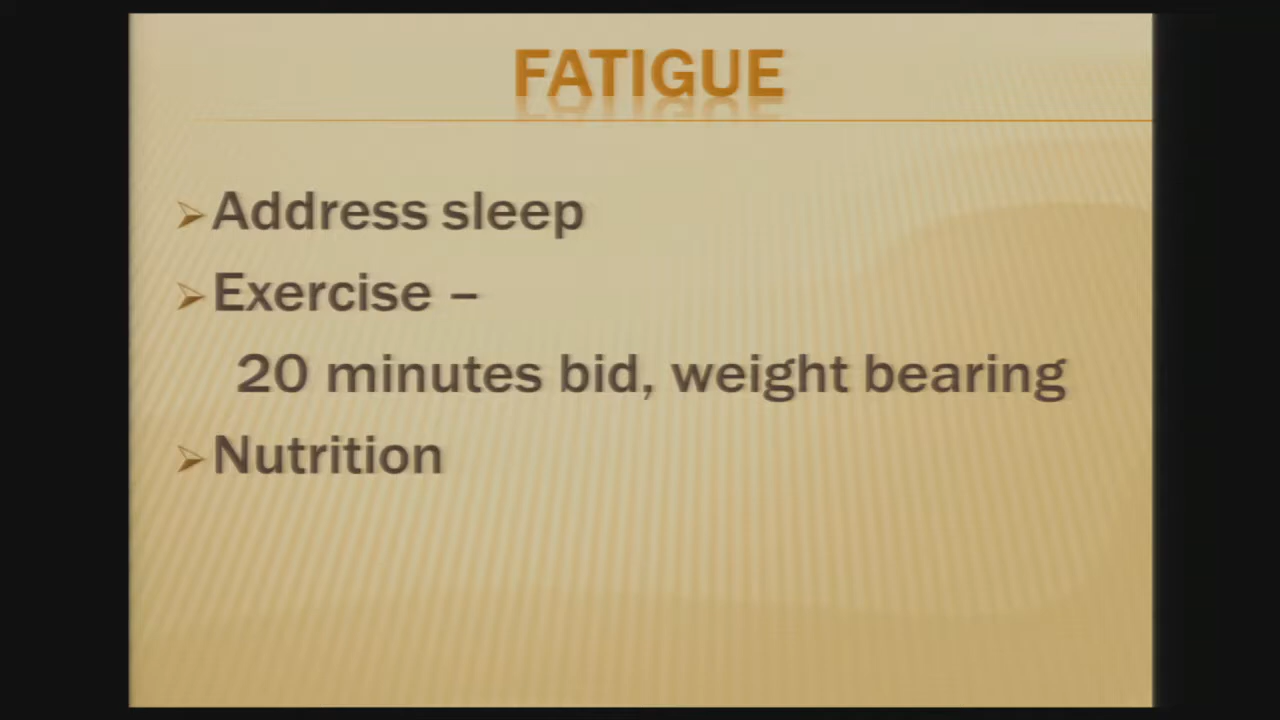 FATIGUE
Address sleep
Exercise –
20 minutes bid, weight bearing
Nutrition